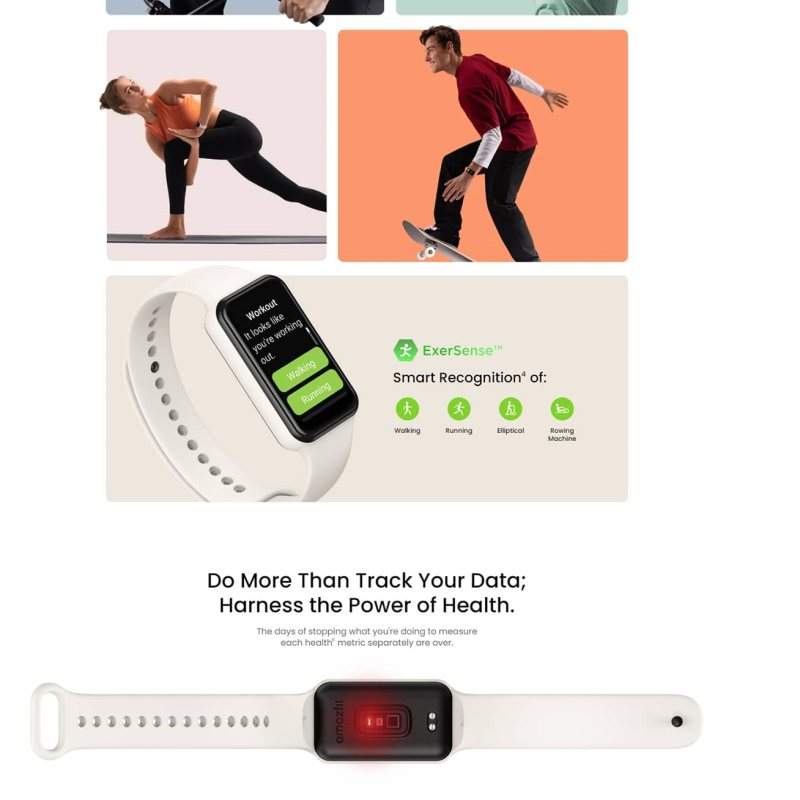 Workout
It looks like
you're working
out.
Walking
Running
ExerSense™
Smart Recognition⁴ of:
Walking
Running
Elliptical
Rowing
Machine
Do More Than Track Your Data;
Harness the Power of Health.
The days of stopping what you're doing to measure
metric separately are over.
amazfit